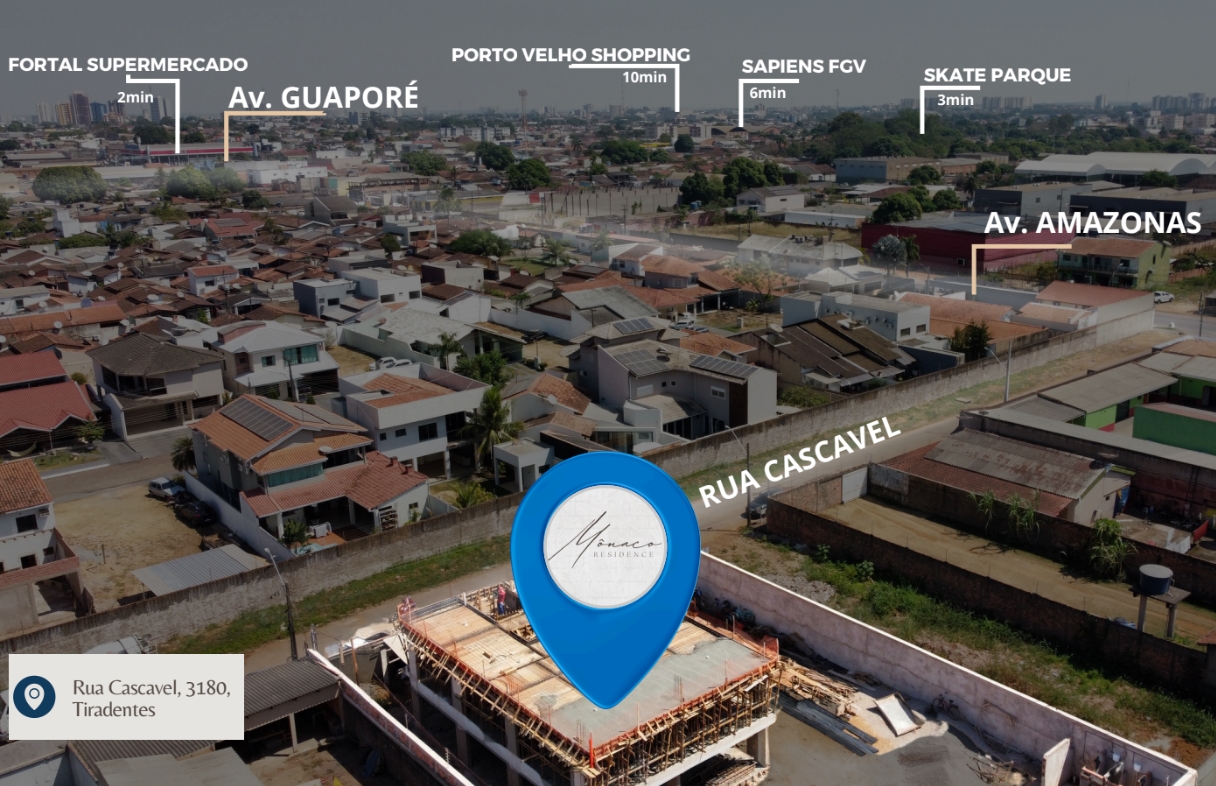 FORTAL SUPERMERCADO
2min
Av. GUAPORÉ
PORTO VELHO SHOPPING
10min
SAPIENS FGV
6min
SKATE PARQUE
3min
Av. AMAZONAS
RUA CASCAVEL
Mônaco
RESIDENCE
Rua Cascavel, 3180,
Tiradentes